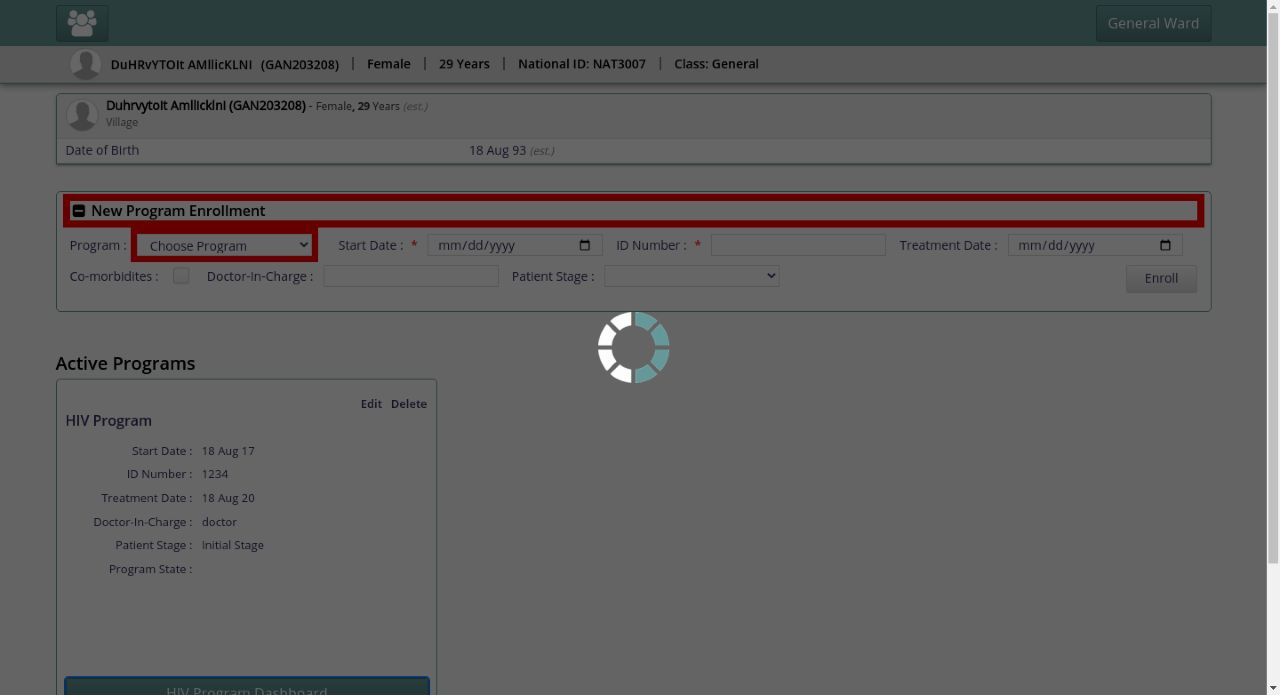 General Ward
DuHRvYTOIt AMIlicKLNI (GAN203208) | Female | 29 Years | National ID: NAT3007 | Class: General
Duhrvytoit Amilicklni (GAN203208) - Female, 29 Years (est.)
Village
Date of Birth 18 Aug 93 (est.)
New Program Enrollment
Program : Choose Program Start Date : * mm/dd/yyyy ID Number : * Treatment Date : mm/dd/yyyy
Co-morbidites : Doctor-In-Charge : Patient Stage : Enroll
Active Programs
Edit Delete
HIV Program
Start Date : 18 Aug 17
ID Number : 1234
Treatment Date : 18 Aug 20
Doctor-In-Charge : doctor
Patient Stage : Initial Stage
Program State :
HIV Program Dashboard